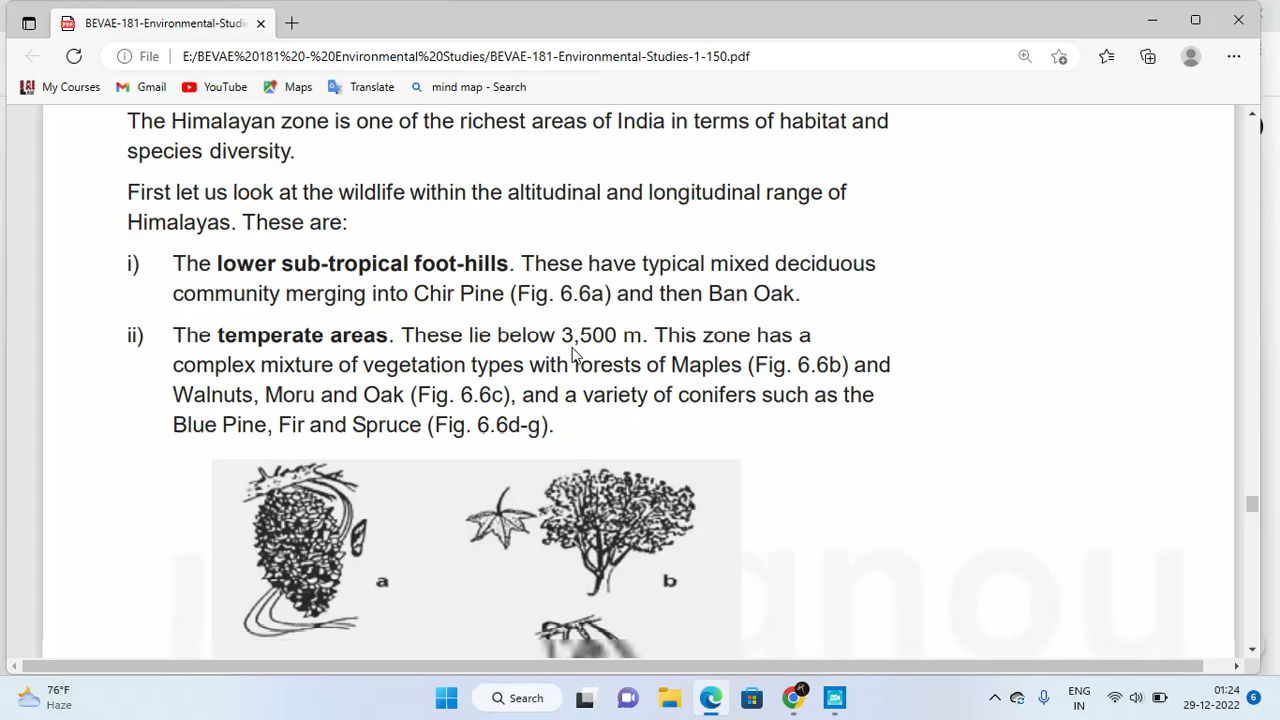 BEVAE-181-Environmental-Studi
File
E:/BEVAE%20181%20-%20Environmental%20Studies/BEVAE-181-Environmental-Studies-1-150.pdf
My Courses Gmail YouTube Maps Translate mind map - Search
The Himalayan zone is one of the richest areas of India in terms of habitat and
species diversity.
First let us look at the wildlife within the altitudinal and longitudinal range of
Himalayas. These are:
i) The lower sub-tropical foot-hills. These have typical mixed deciduous
community merging into Chir Pine (Fig. 6.6a) and then Ban Oak.
ii) The temperate areas. These lie below 3,500 m. This zone has a
complex mixture of vegetation types with forests of Maples (Fig. 6.6b) and
Walnuts, Moru and Oak (Fig. 6.6c), and a variety of conifers such as the
Blue Pine, Fir and Spruce (Fig. 6.6d-g).
a
b
76°F
Haze
Search
ENG
IN
01:24
29-12-2022
6